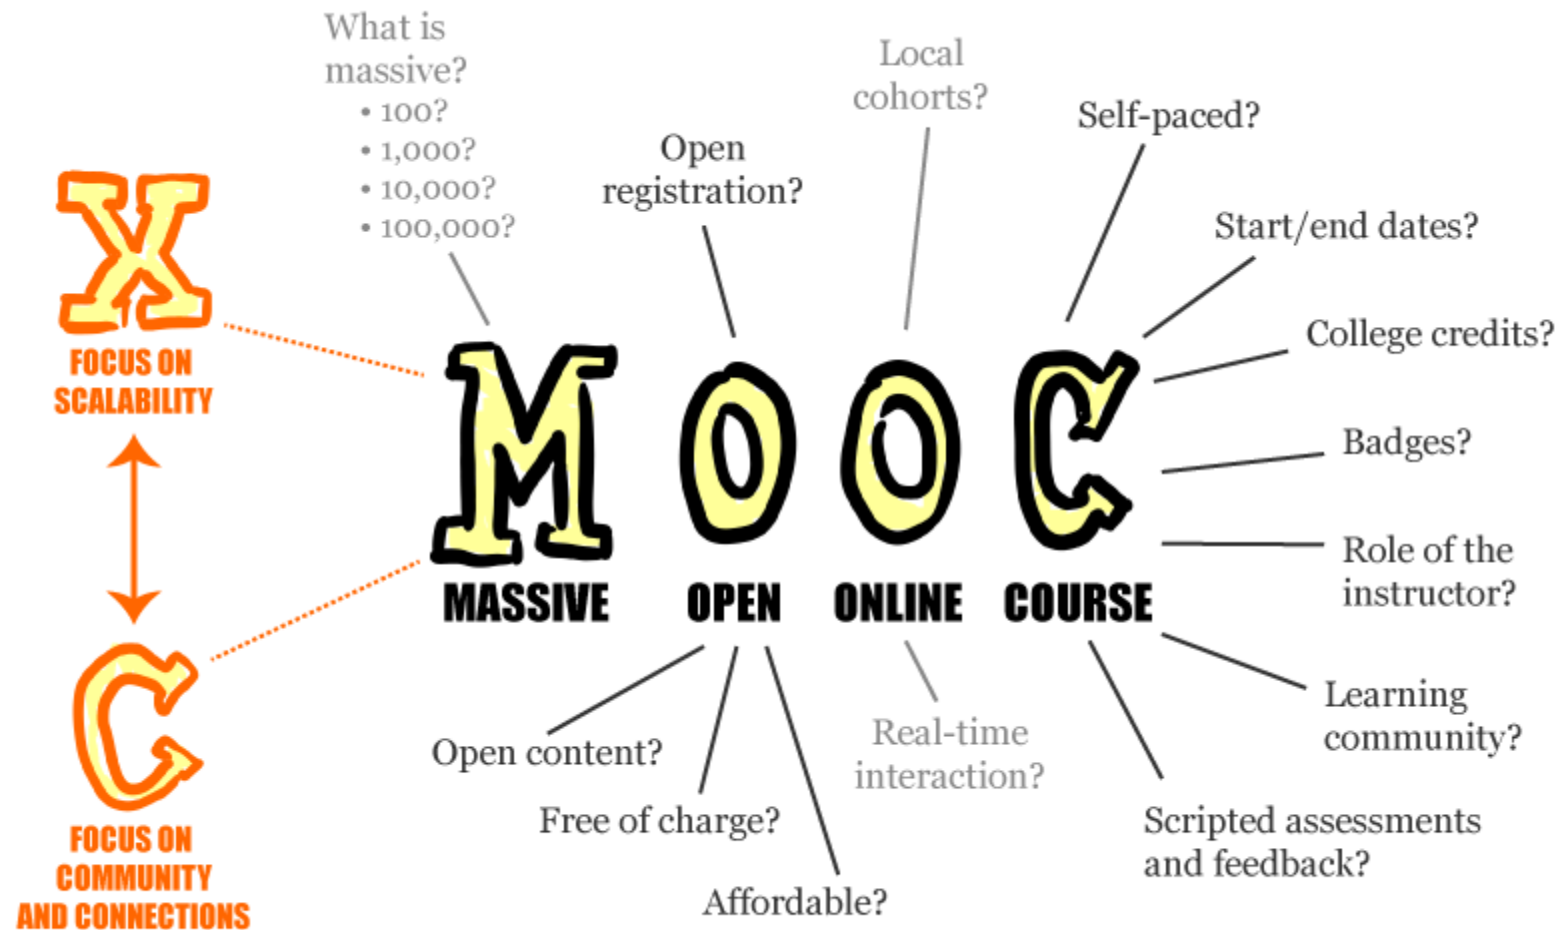 What is
massive?
• 100?
• 1,000?
• 10,000?
• 100,000?
Open
registration?
Local
cohorts?
Self-paced?
Start/end dates?
College credits?
Badges?
Role of the
instructor?
Learning
community?
Scripted assessments
and feedback?
X
FOCUS ON
SCALABILITY
C
FOCUS ON
COMMUNITY
AND CONNECTIONS
MOOC
MASSIVE OPEN ONLINE COURSE
Open content?
Free of charge?
Affordable?
Real-time
interaction?